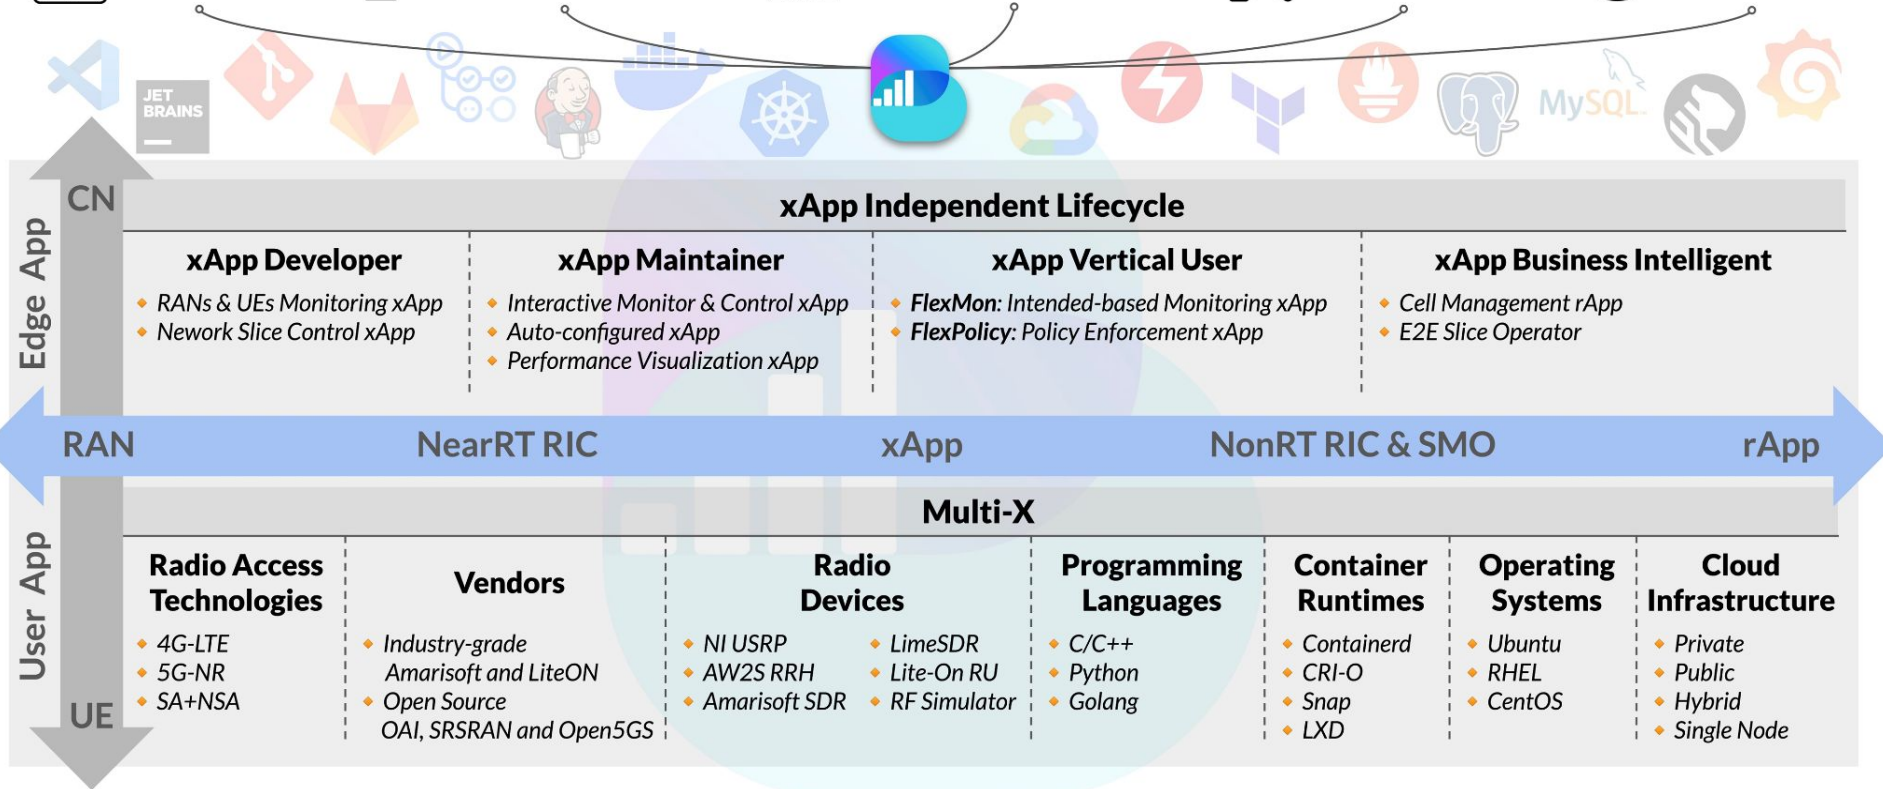 JET
BRAINS
MySQL
CN
Edge App
xApp Independent Lifecycle
xApp Developer
RANs & UEs Monitoring xApp
Nework Slice Control xApp
xApp Maintainer
Interactive Monitor & Control xApp
Auto-configured xApp
Performance Visualization xApp
xApp Vertical User
FlexMon: Intended-based Monitoring xApp
FlexPolicy: Policy Enforcement xApp
xApp Business Intelligent
Cell Management rApp
E2E Slice Operator
RAN NearRT RIC xApp NonRT RIC & SMO rApp
Multi-X
User App
UE
Radio Access
Technologies
4G-LTE
5G-NR
SA+NSA
Vendors
Industry-grade
Amarisoft and LiteON
Open Source
OAI, SRSRAN and Open5GS
Radio
Devices
NI USRP
AW2S RRH
Amarisoft SDR
LimeSDR
Lite-On RU
RF Simulator
Programming
Languages
C/C++
Python
Golang
Container
Runtimes
Containerd
CRI-O
Snap
LXD
Operating
Systems
Ubuntu
RHEL
CentOS
Cloud
Infrastructure
Private
Public
Hybrid
Single Node